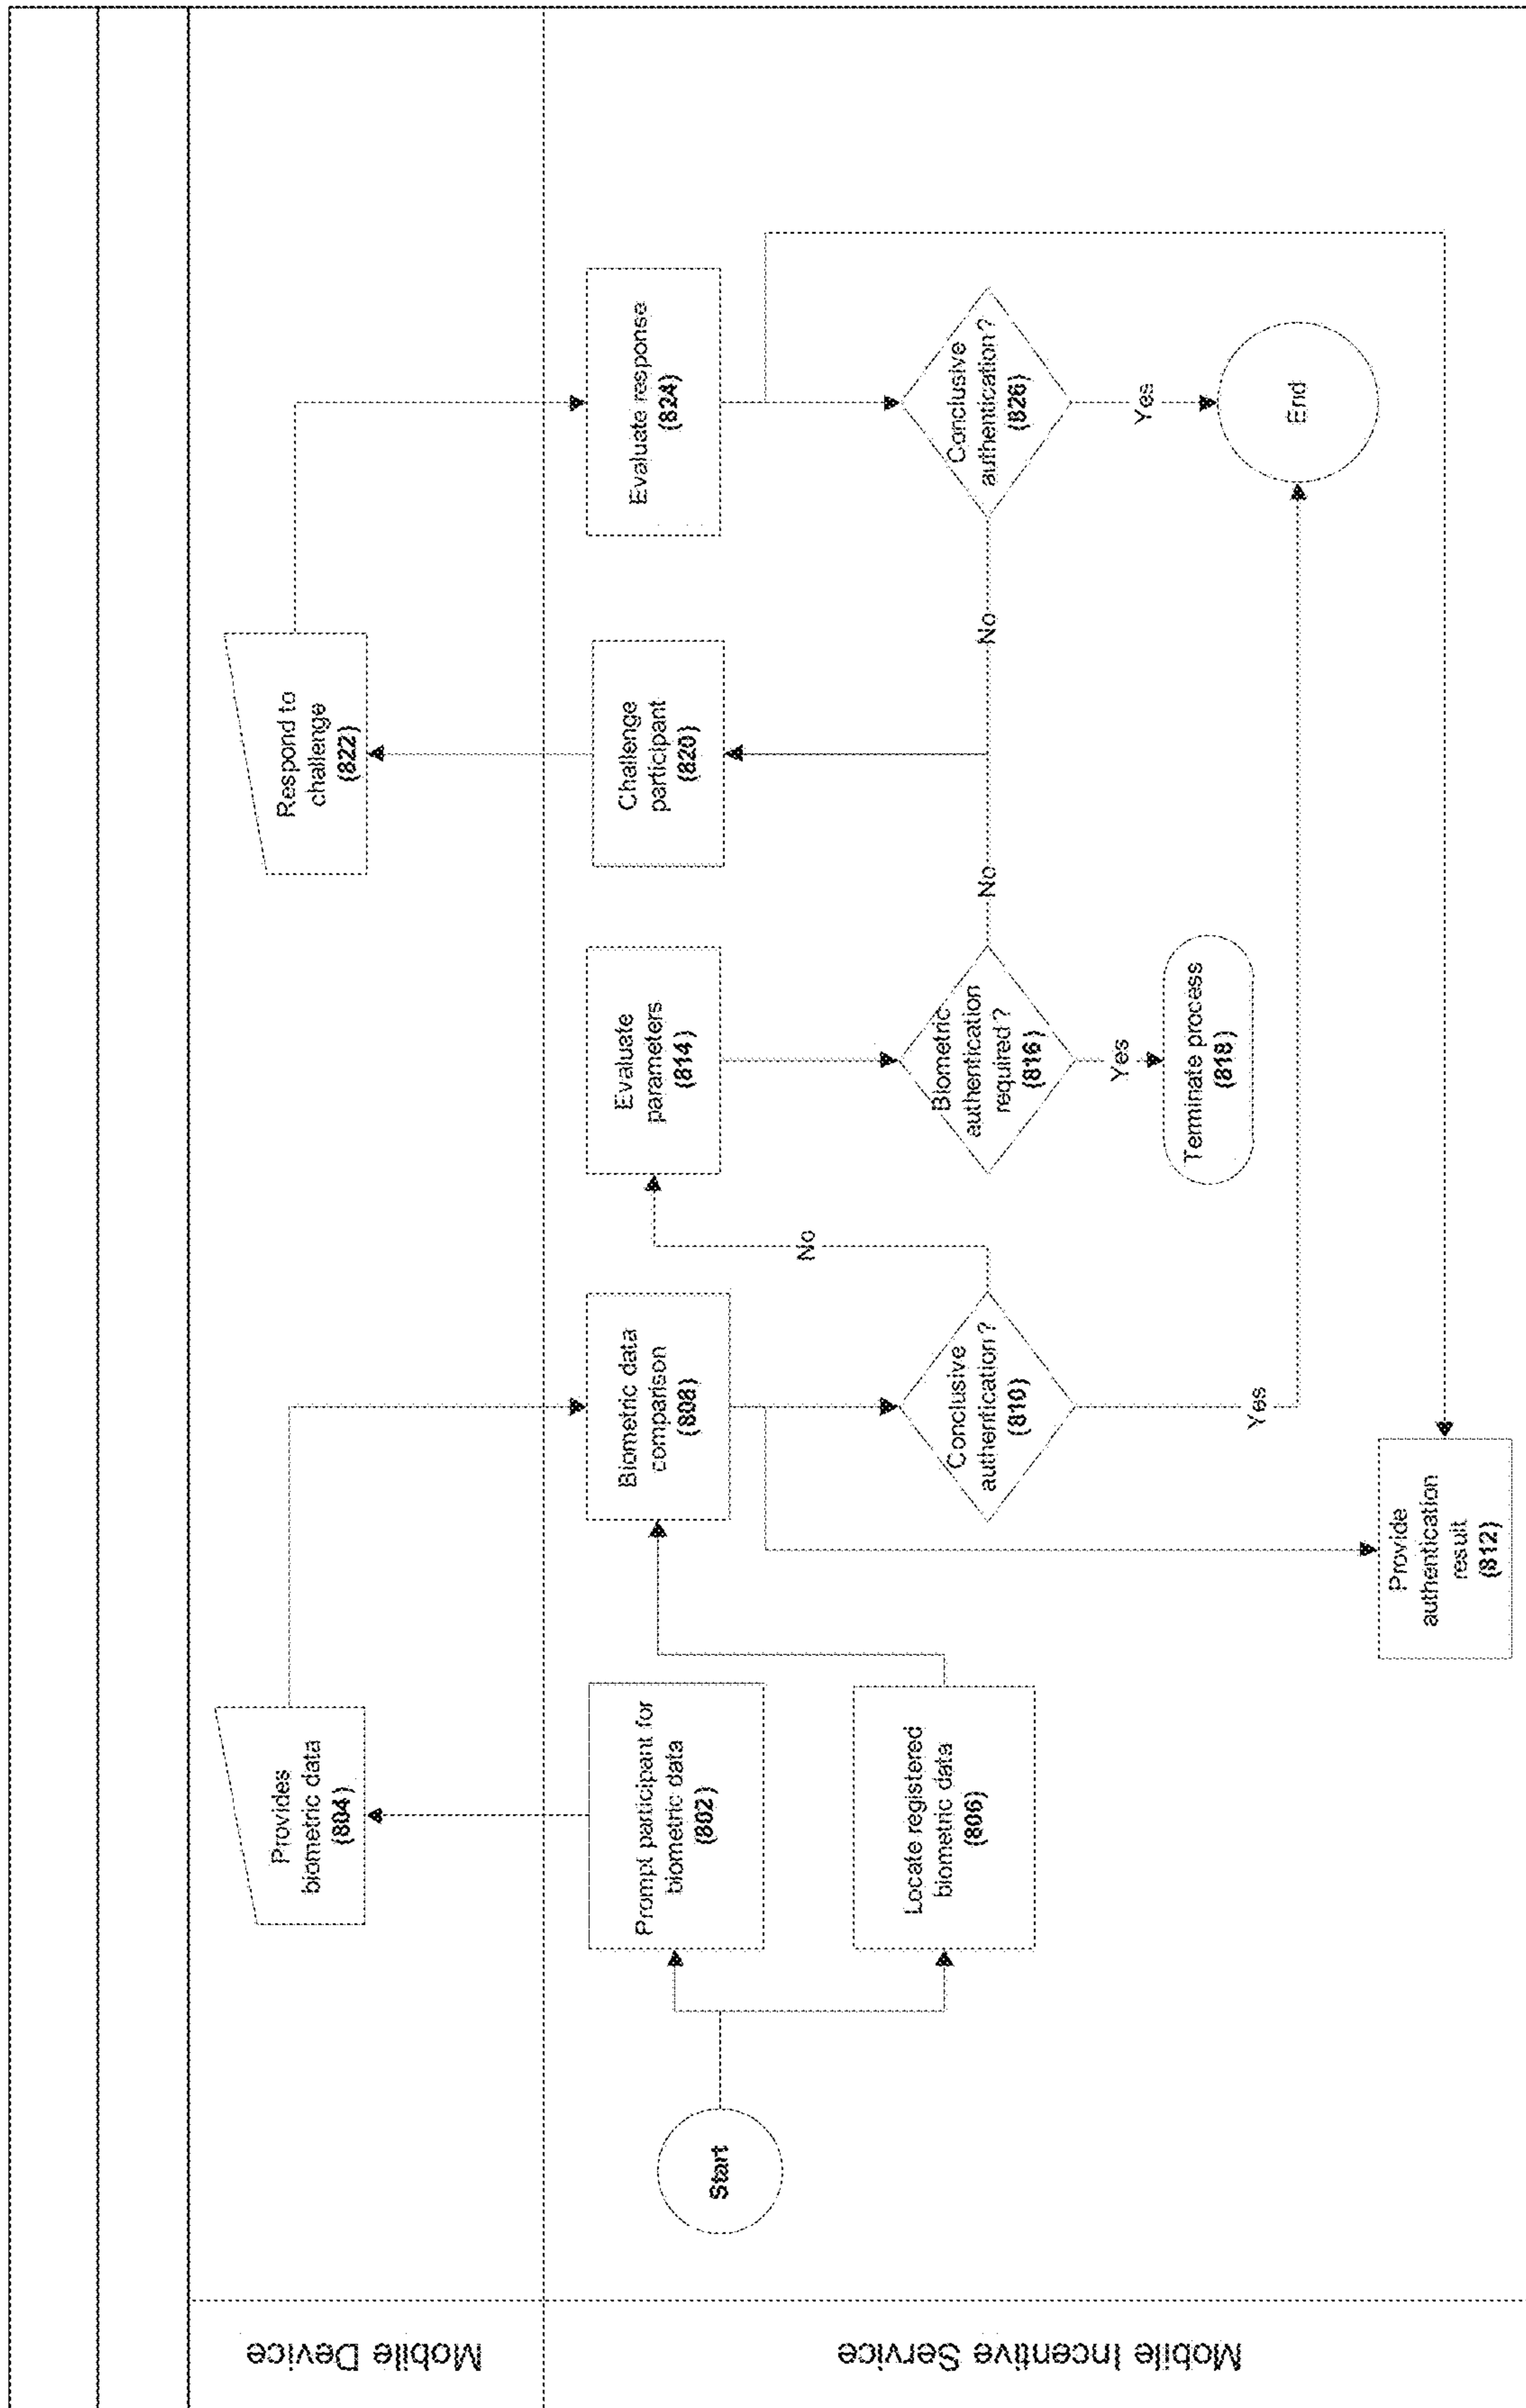 Mobile Device
Mobile Incentive Service
Start
Provides
biometric data
(804)
Prompt participant for
biometric data
(802)
Locate registered
biometric data
(806)
Biometric data
comparison
(808)
Conclusive
authentication?
(810)
Yes
No
Provide
authentication
result
(812)
Evaluate
parameters
(814)
Biometric
authentication
required?
(816)
Yes
Terminate process
(818)
No
Challenge
participant
(820)
Respond to
challenge
(822)
No
Evaluate response
(824)
Conclusive
authentication?
(826)
Yes
End